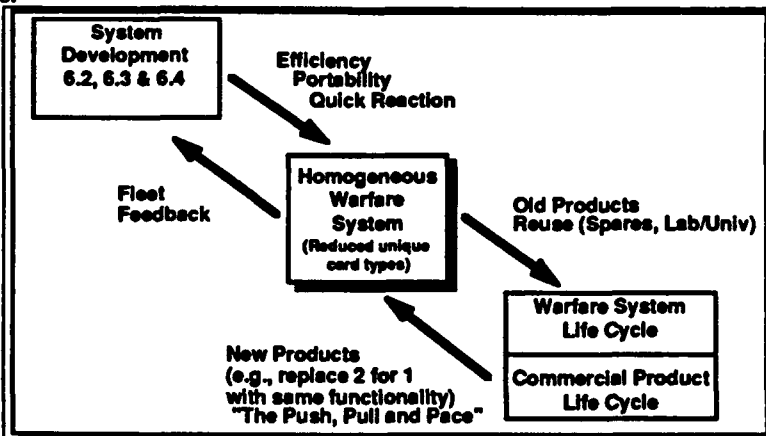 System
Development
6.2, 6.3 & 6.4
Efficiency
Portability
Quick Reaction
Fleet
Feedback
Homogeneous
Warfare
System
(Reduced unique
card types)
Old Products
Reuse (Spares, Lab/Univ)
New Products
(e.g., replace 2 for 1
with same functionality)
"The Push, Pull and Pace"
Warfare System
Life Cycle
Commercial Product
Life Cycle